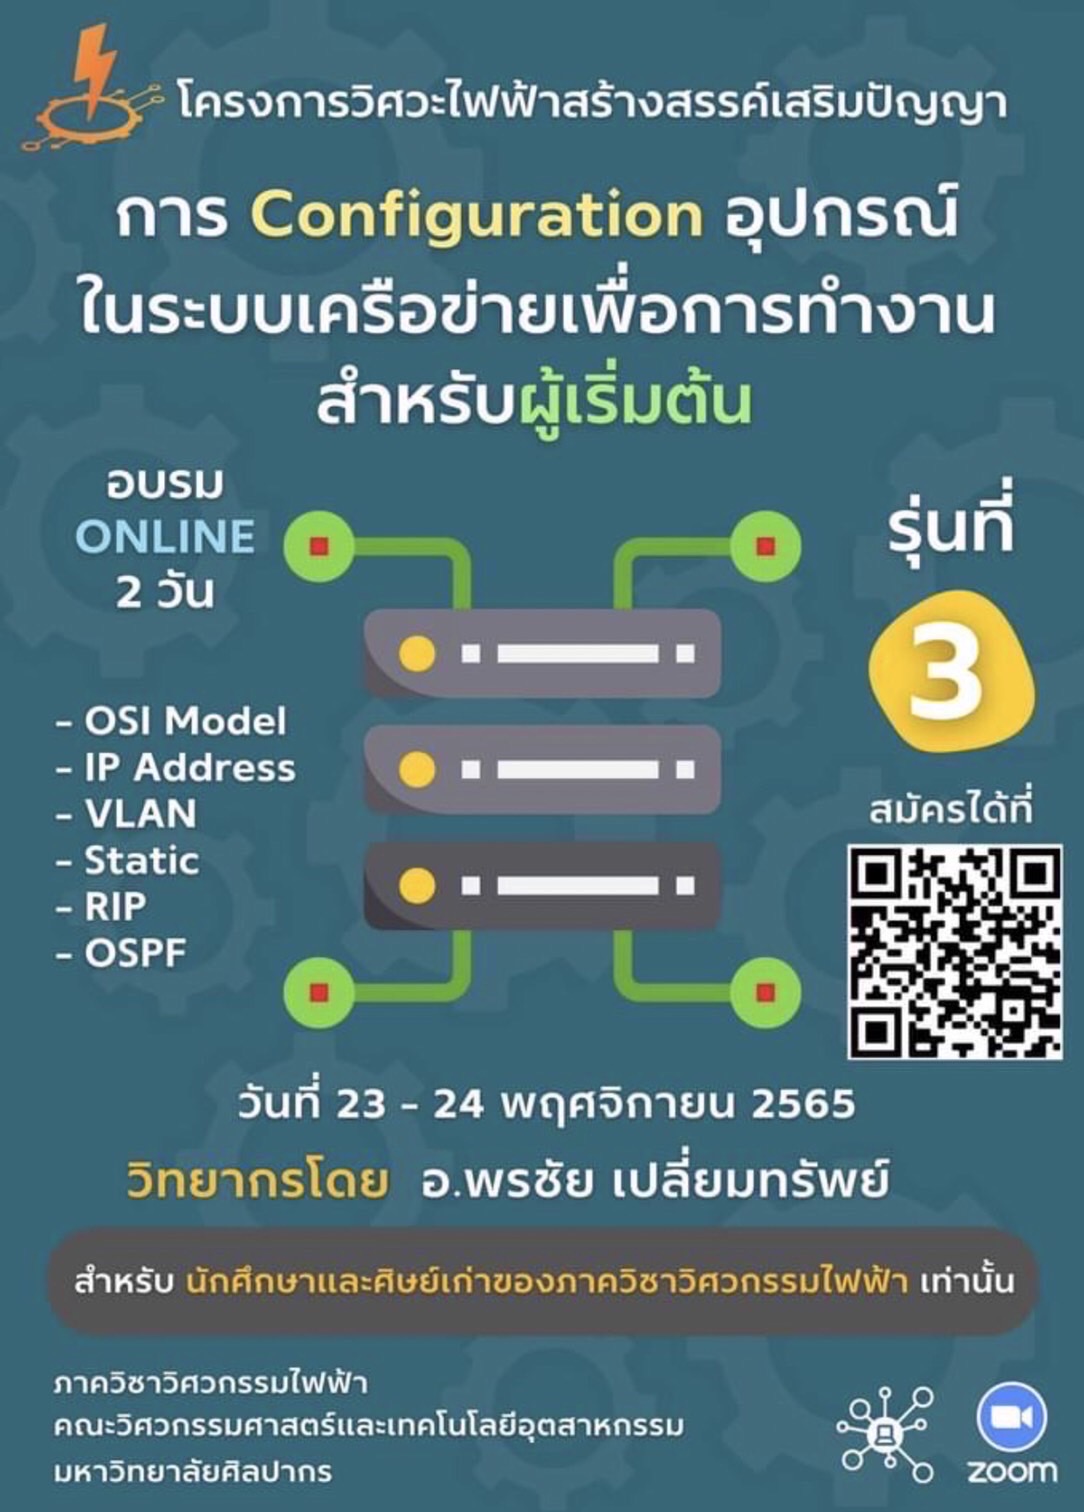 โครงการวิศวะไฟฟ้าสร้างสรรค์เสริมปัญญา
การ Configuration อุปกรณ์
ในระบบเครือข่ายเพื่อการทำงาน
สำหรับผู้เริ่มต้น
อบรม
ONLINE
2 วัน
รุ่นที่
3
- OSI Model
- IP Address
- VLAN
- Static
- RIP
- OSPF
สมัครได้ที่
วันที่ 23 - 24 พฤศจิกายน 2565
วิทยากรโดย อ.พรชัย เปลี่ยมทรัพย์
สำหรับ นักศึกษาและศิษย์เก่าของภาควิชาวิศวกรรมไฟฟ้า เท่านั้น
ภาควิชาวิศวกรรมไฟฟ้า
คณะวิศวกรรมศาสตร์และเทคโนโลยีอุตสาหกรรม
มหาวิทยาลัยศิลปากร
zoom